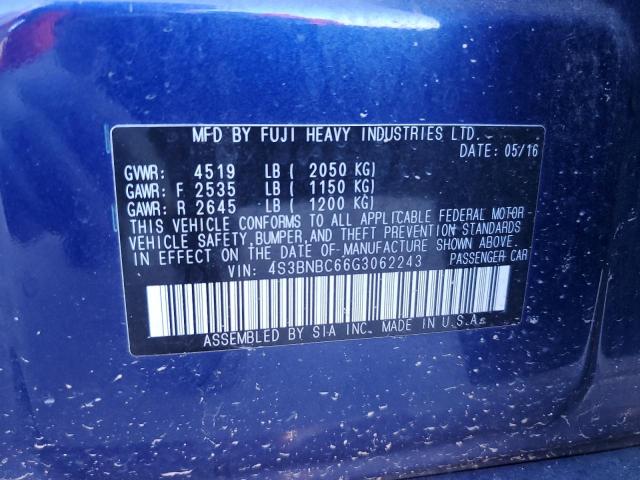 MFD BY FUJI HEAVY INDUSTRIES LTD.
DATE: 05/16
GVWR: 4519 LB ( 2050 KG)
GAWR: F 2535 LB ( 1150 KG)
GAWR: R 2645 LB ( 1200 KG)
THIS VEHICLE CONFORMS TO ALL APPLICABLE FEDERAL MOTOR
VEHICLE SAFETY, BUMPER, AND THEFT PREVENTION STANDARDS
IN EFFECT ON THE DATE OF MANUFACTURE SHOWN ABOVE.
VIN: 4S3BNBC66G3062243 PASSENGER CAR
ASSEMBLED BY SIA INC. MADE IN U.S.A.